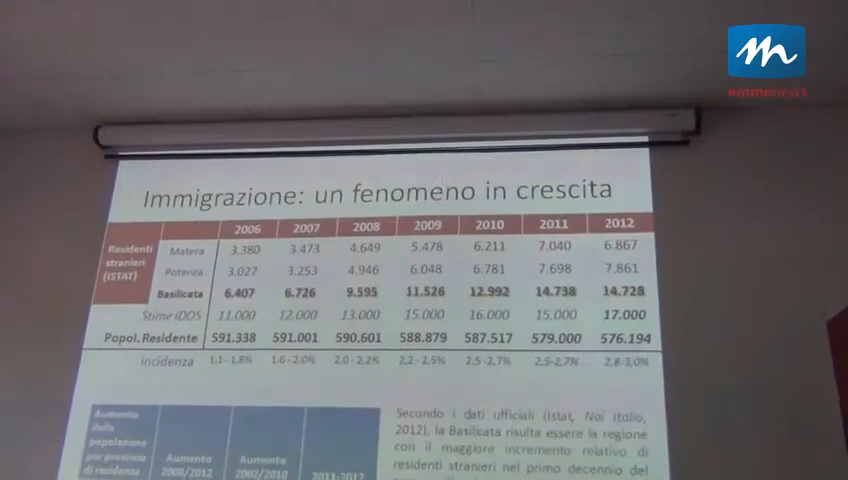 m
emmenews
Immigrazione: un fenomeno in crescita
2006 2007 2008 2009 2010 2011 2012
Residenti stranieri (ISTAT)
Matera 3.380 3.473 4.649 5.478 6.211 7.040 6.867
Potenza 3.027 3.253 4.946 6.048 6.781 7.698 7.861
Basilicata 6.407 6.726 9.595 11.526 12.992 14.738 14.728
Stime IDOS 11.000 12.000 13.000 15.000 16.000 15.000 17.000
Popol. Residente 591.338 591.001 590.601 588.879 587.517 579.000 576.194
incidenza 1,1 - 1,8% 1,6 - 2,0% 2,0 - 2,2% 2,2 - 2,5% 2,5 -2,7% 2,5-2,7% 2,8-3,0%
Aumento
della
popolazione
per provincia
di residenza
Aumento
2008/2012
Aumento
2002/2010
2011-2012
Secondo i dati ufficiali (Istat, Noi Italia,
2012), la Basilicata risulta essere la regione
con il maggiore incremento relativo di
residenti stranieri nel primo decennio del